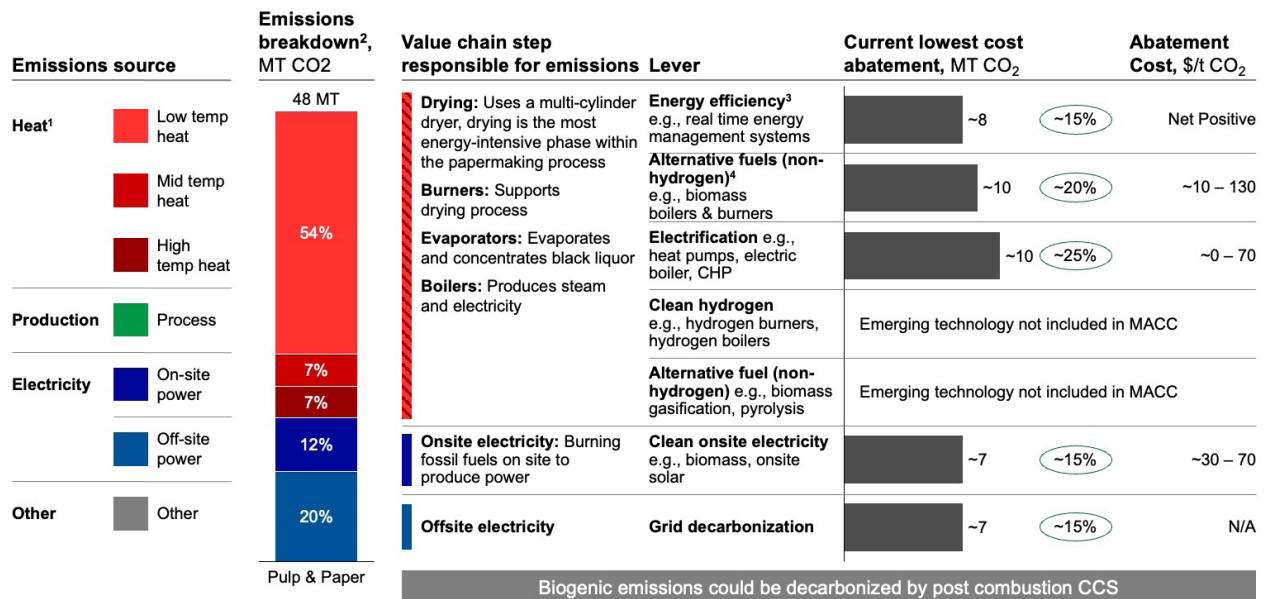 Emissions source
Emissions
breakdown²,
MT CO2
Value chain step
responsible for emissions
Lever
Current lowest cost
abatement, MT CO₂
Abatement
Cost, $/t CO₂
Heat¹
Low temp
heat
Mid temp
heat
High
temp heat
Production
Process
Electricity
On-site
power
Off-site
power
Other
Other
48 MT
54%
7%
7%
12%
20%
Pulp & Paper
Drying: Uses a multi-cylinder
dryer, drying is the most
energy-intensive phase within
the papermaking process
Burners: Supports
drying process
Evaporators: Evaporates
and concentrates black liquor
Boilers: Produces steam
and electricity
Energy efficiency³
e.g., real time energy
management systems
~8
~15%
Net Positive
Alternative fuels (non-
hydrogen)⁴
e.g., biomass
boilers & burners
~10
~20%
~10 – 130
Electrification e.g.,
heat pumps, electric
boiler, CHP
~10
~25%
~0 – 70
Clean hydrogen
e.g., hydrogen burners,
hydrogen boilers
Emerging technology not included in MACC
Alternative fuel (non-
hydrogen) e.g., biomass
gasification, pyrolysis
Emerging technology not included in MACC
Onsite electricity: Burning
fossil fuels on site to
produce power
Clean onsite electricity
e.g., biomass, onsite
solar
~7
~15%
~30 – 70
Offsite electricity
Grid decarbonization
~7
~15%
N/A
Biogenic emissions could be decarbonized by post combustion CCS